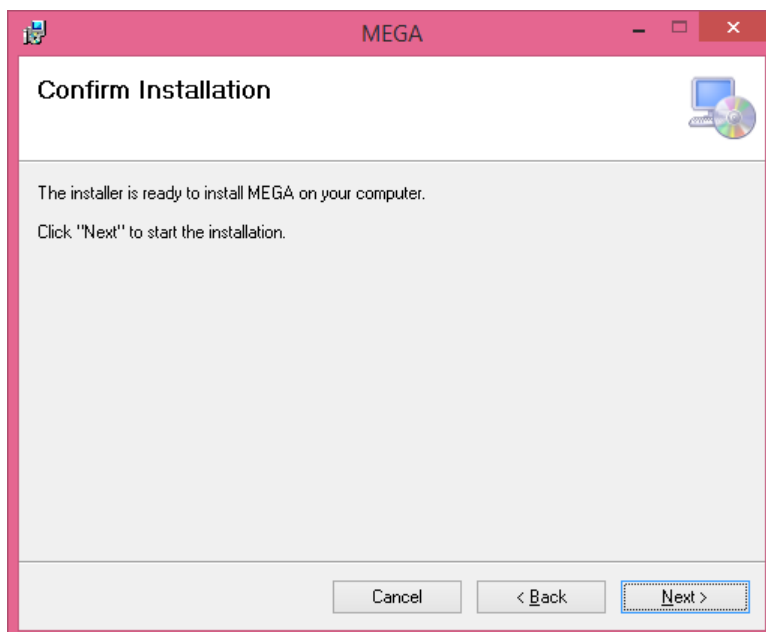 MEGA
Confirm Installation
The installer is ready to install MEGA on your computer.
Click "Next" to start the installation.
Cancel
< Back
Next >